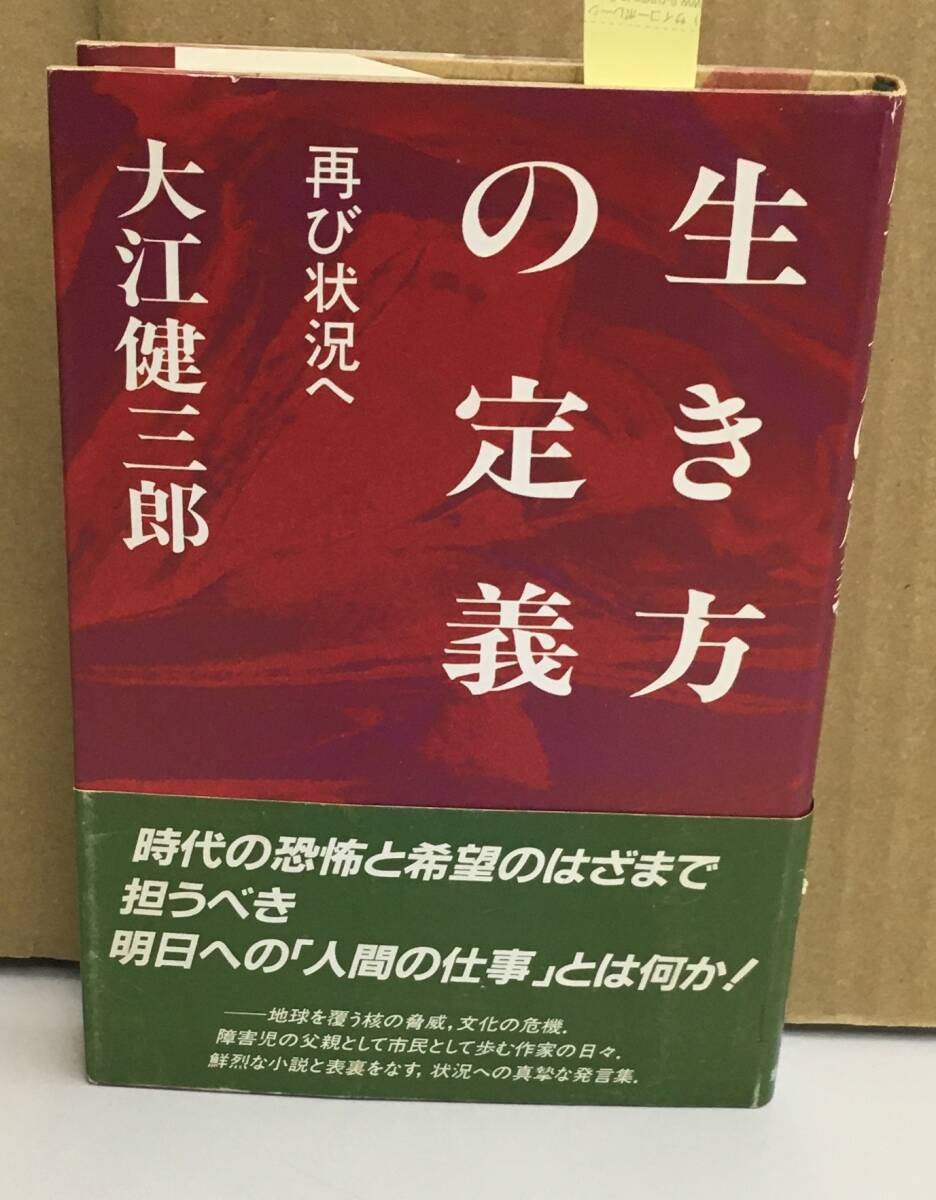 生き方
の定義
再び状況へ
大江健三郎
時代の恐怖と希望のはざまで
担うべき
明日への「人間の仕事」とは何か!
——地球を覆う核の脅威,文化の危機.
障害児の父親として市民として歩む作家の日々.
鮮烈な小説と表裏をなす,状況への真摯な発言集.